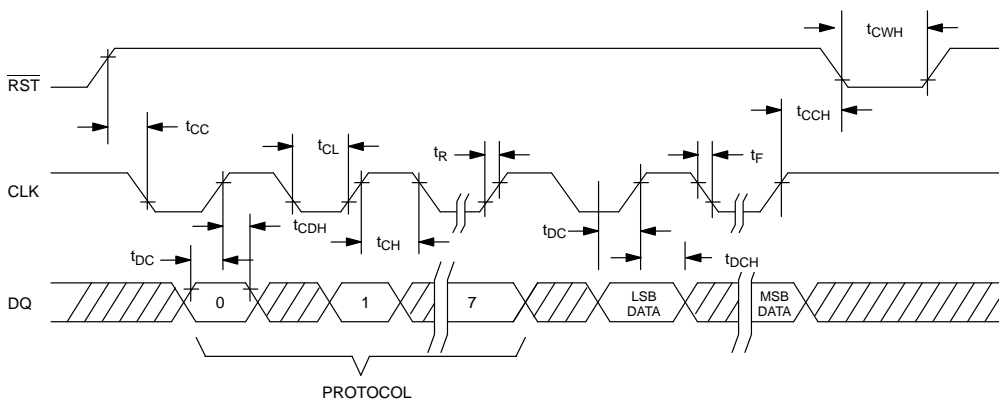 tCWH
RST
tCC
tCCH
tCL
tR
tF
CLK
tCDH
tDC
tCH
tDC
tDCH
DQ
0
1
7
LSB
DATA
MSB
DATA
PROTOCOL